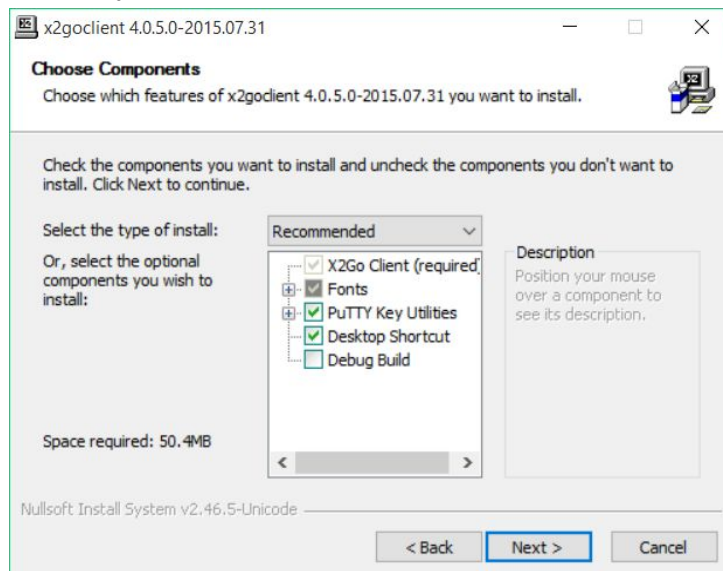 x2goclient 4.0.5.0-2015.07.31
Choose Components
Choose which features of x2goclient 4.0.5.0-2015.07.31 you want to install.
Check the components you want to install and uncheck the components you don't want to
install. Click Next to continue.
Select the type of install:
Recommended
Or, select the optional
components you wish to
install:
X2Go Client (required
Fonts
PuTTY Key Utilities
Desktop Shortcut
Debug Build
Description
Position your mouse
over a component to
see its description.
Space required: 50.4MB
Nullsoft Install System v2.46.5-Unicode
< Back
Next >
Cancel